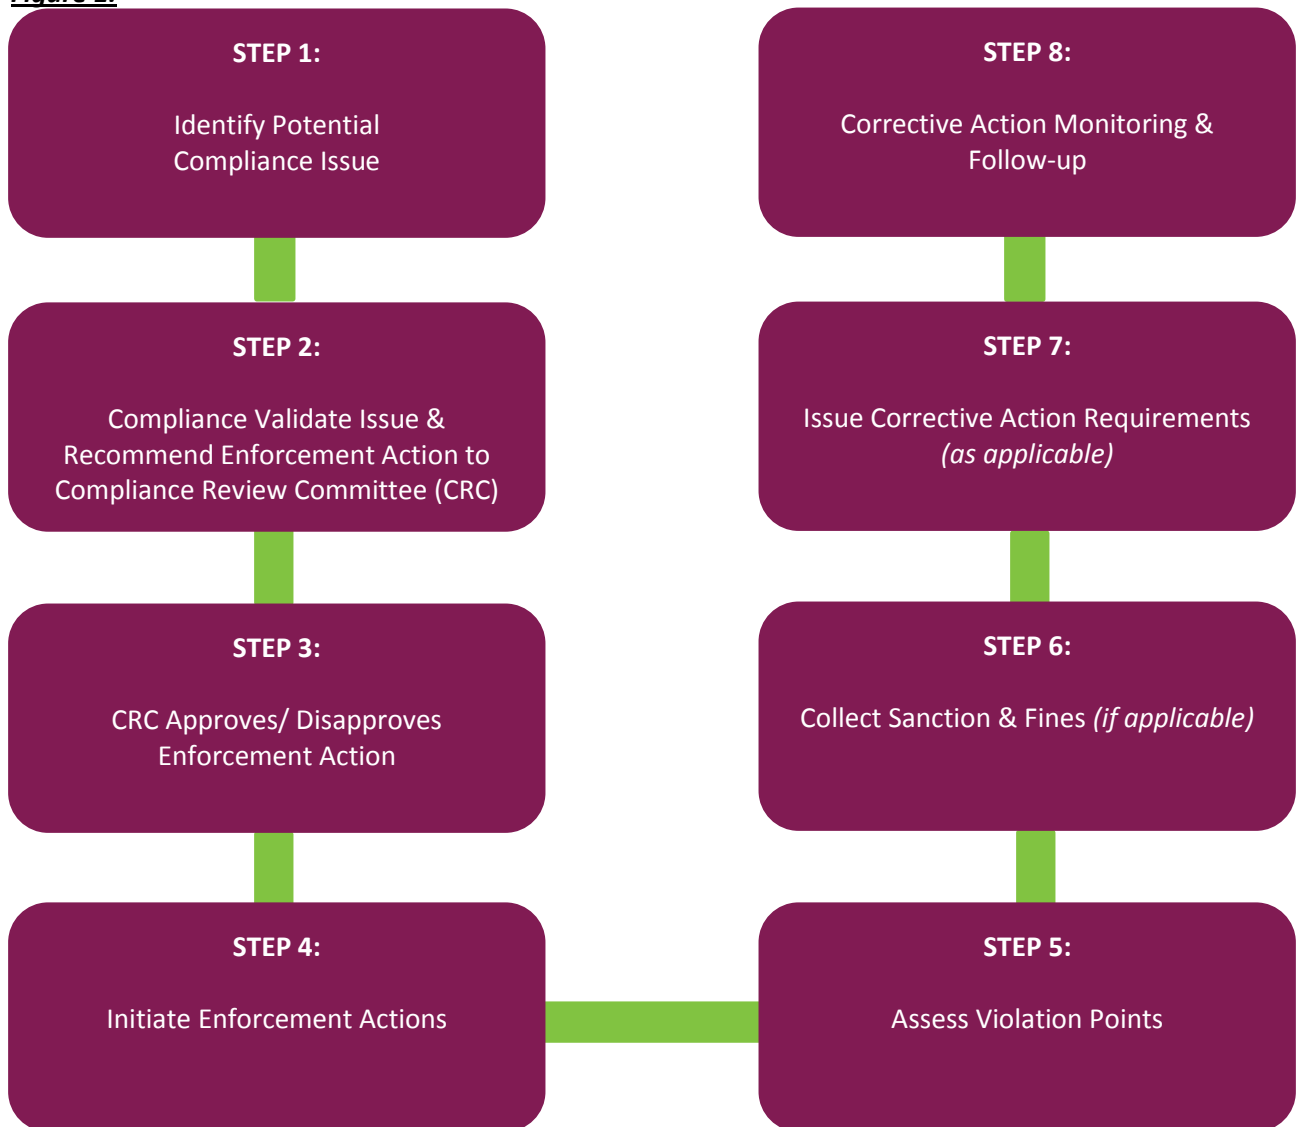 STEP 1:
Identify Potential
Compliance Issue
STEP 2:
Compliance Validate Issue &
Recommend Enforcement Action to
Compliance Review Committee (CRC)
STEP 3:
CRC Approves/ Disapproves
Enforcement Action
STEP 4:
Initiate Enforcement Actions
STEP 5:
Assess Violation Points
STEP 6:
Collect Sanction & Fines (if applicable)
STEP 7:
Issue Corrective Action Requirements
(as applicable)
STEP 8:
Corrective Action Monitoring &
Follow-up